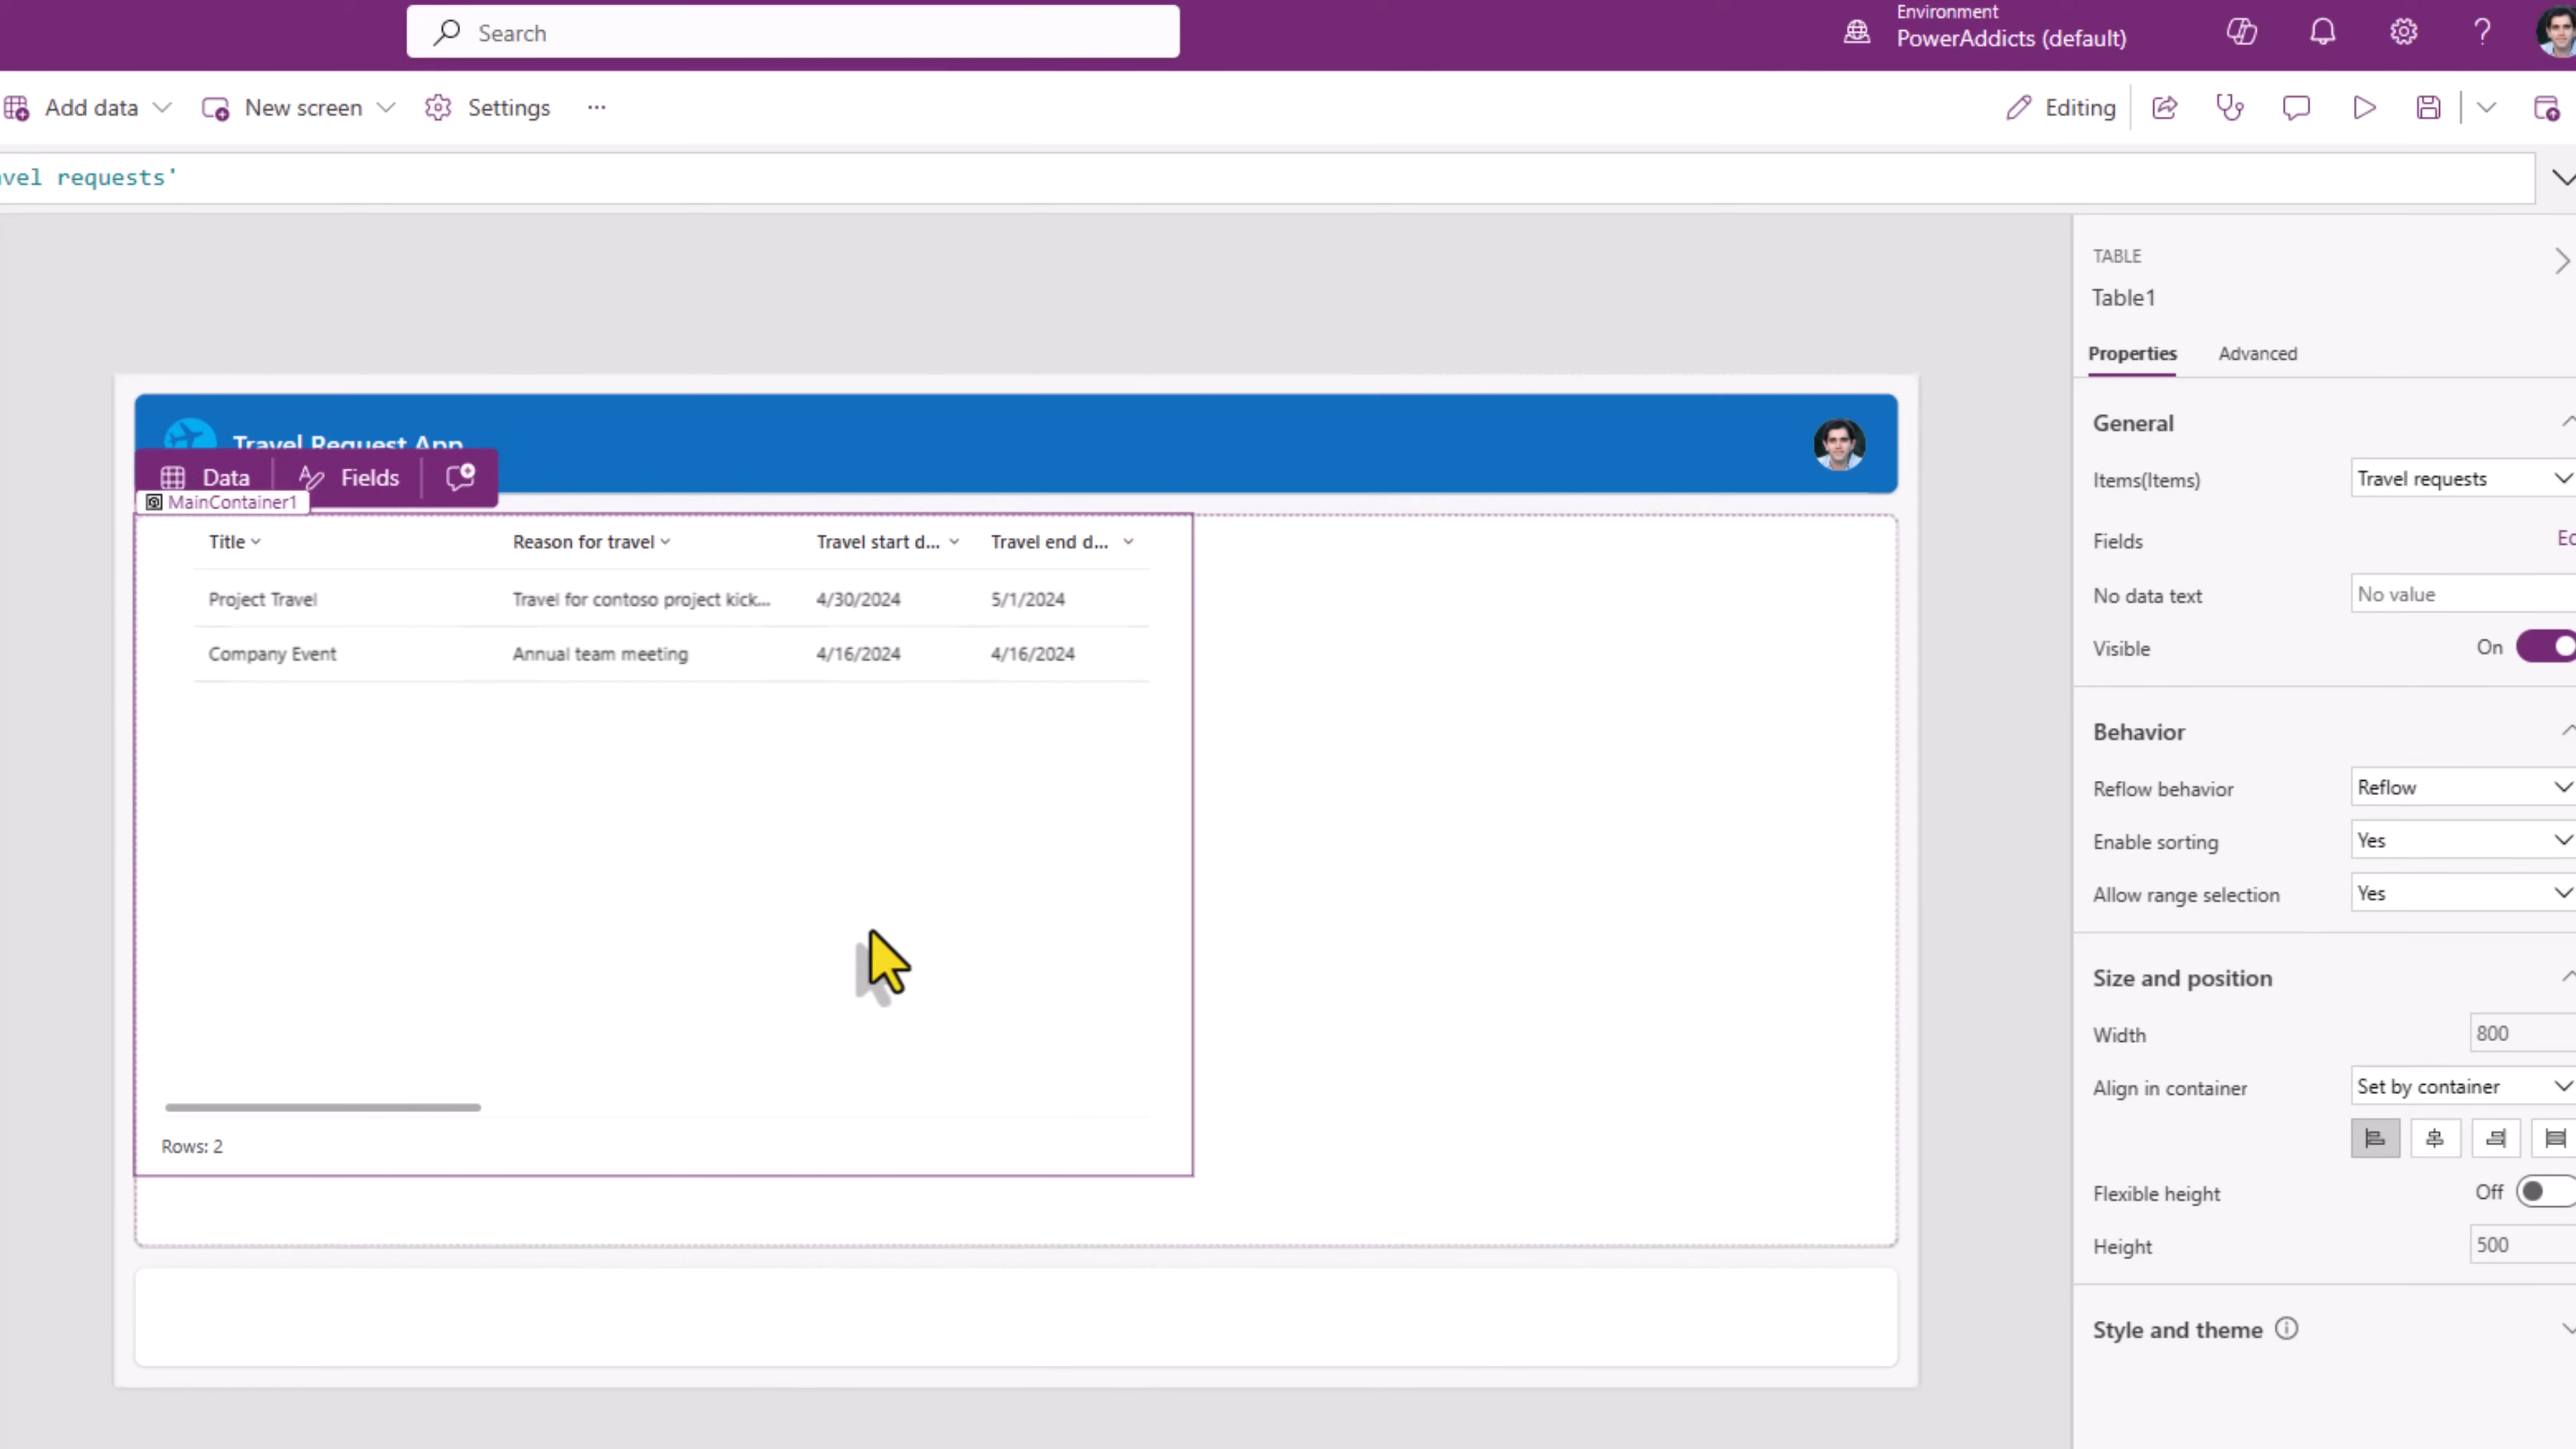 Search
Environment
PowerAddicts (default)
Add data
New screen
Settings
Editing
vel requests'
TABLE
Table1
Properties
Advanced
General
Items(Items)
Travel requests
Fields
No data text
No value
Visible
On
Behavior
Reflow behavior
Reflow
Enable sorting
Yes
Allow range selection
Yes
Size and position
Width
800
Align in container
Set by container
Flexible height
Off
Height
500
Style and theme
Travel Request App
Data
Fields
MainContainer1
Title
Reason for travel
Travel start d...
Travel end d...
Project Travel
Travel for contoso project kick...
4/30/2024
5/1/2024
Company Event
Annual team meeting
4/16/2024
4/16/2024
Rows: 2